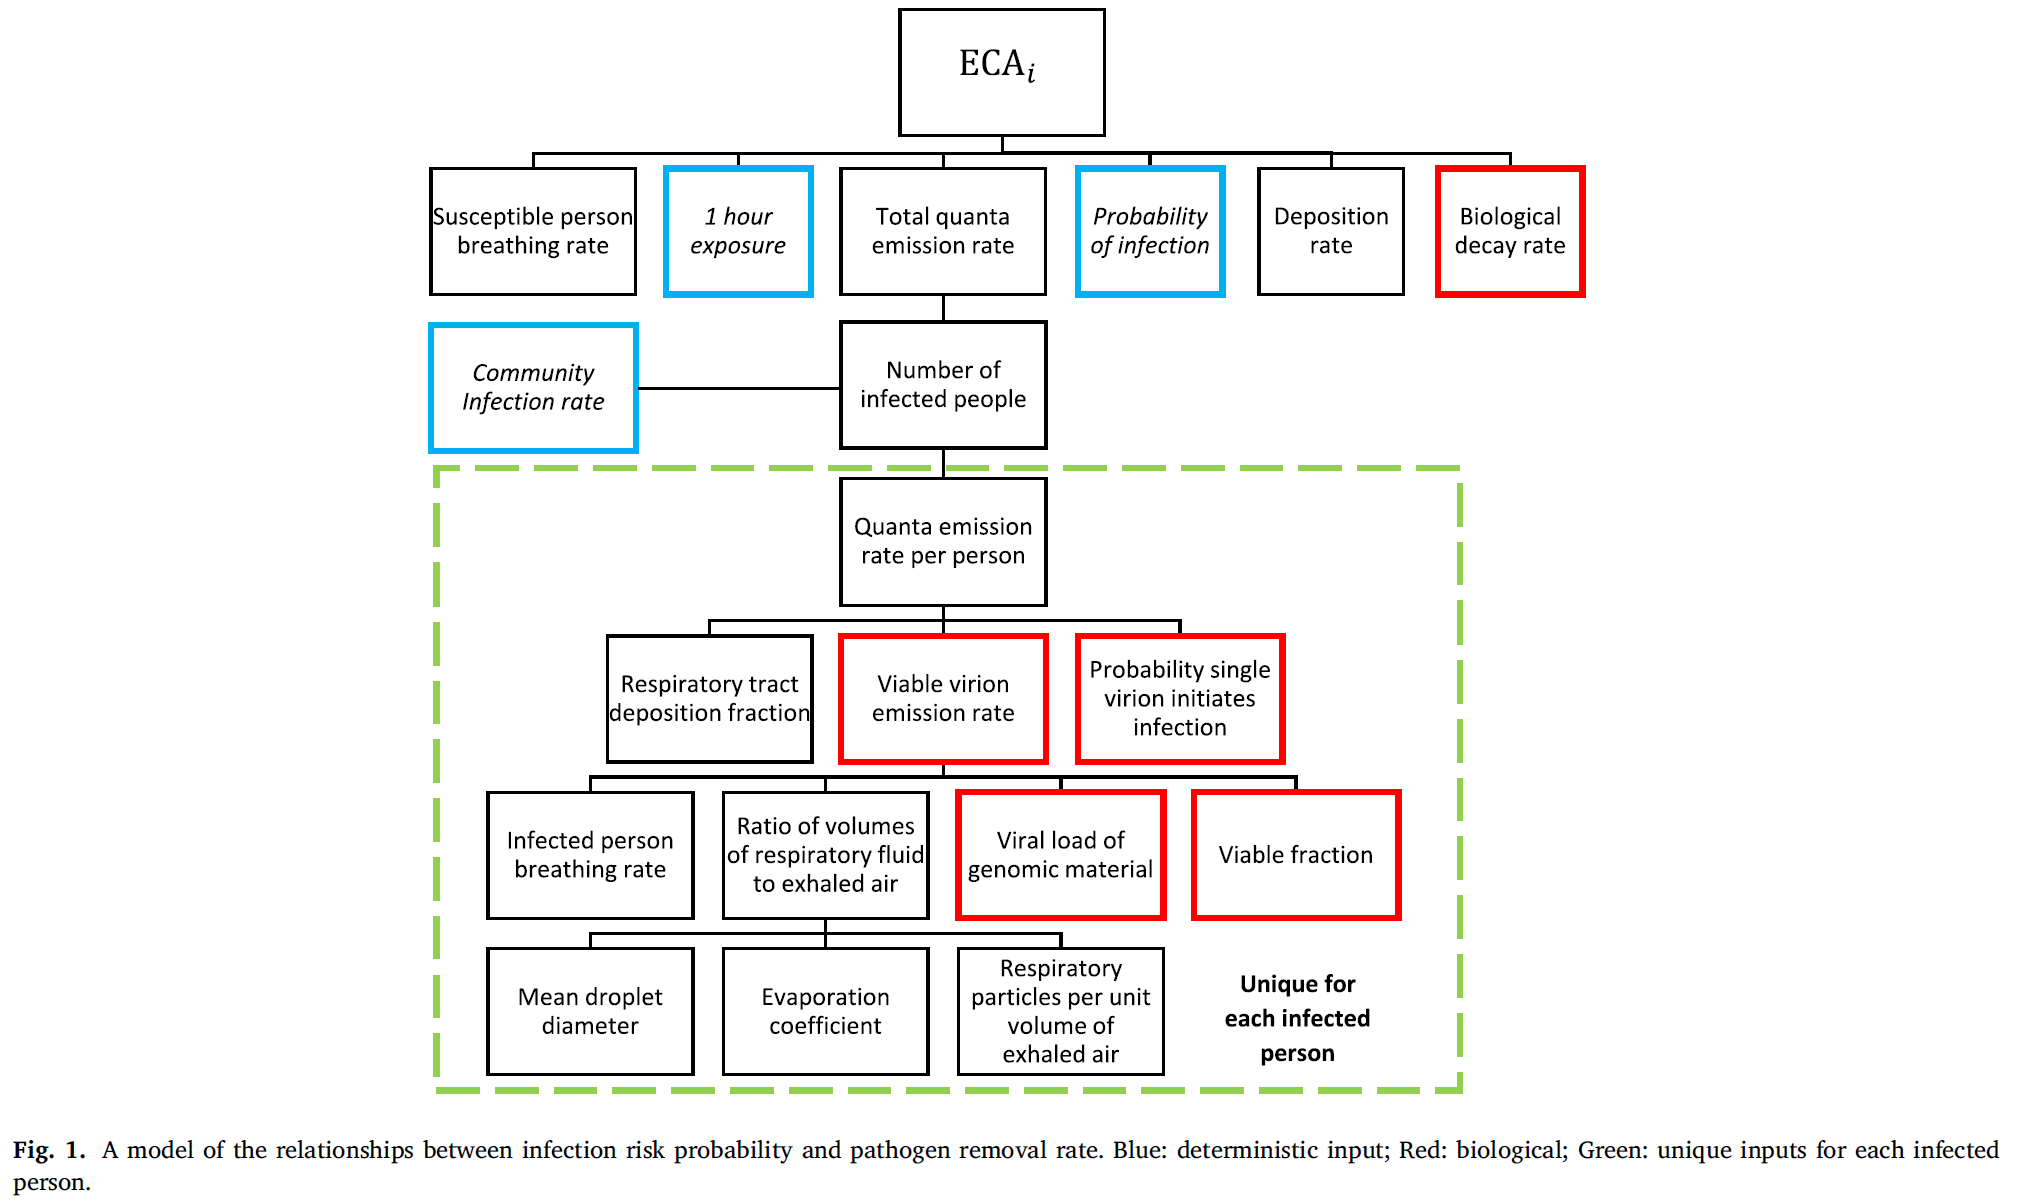 ECAi
Susceptible person
breathing rate
1 hour
exposure
Total quanta
emission rate
Probability
of infection
Deposition
rate
Biological
decay rate
Community
Infection rate
Number of
infected people
Quanta emission
rate per person
Respiratory tract
deposition fraction
Viable virion
emission rate
Probability single
virion initiates
infection
Infected person
breathing rate
Ratio of volumes
of respiratory fluid
to exhaled air
Viral load of
genomic material
Viable fraction
Mean droplet
diameter
Evaporation
coefficient
Respiratory
particles per unit
volume of
exhaled air
Unique for
each infected
person
Fig. 1. A model of the relationships between infection risk probability and pathogen removal rate. Blue: deterministic input; Red: biological; Green: unique inputs for each infected
person.